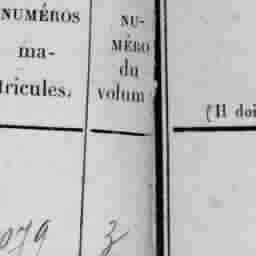 NUMÉROS
ma-
tricules.
NU-
MÉRO
du
volum
(Il doi
079 3